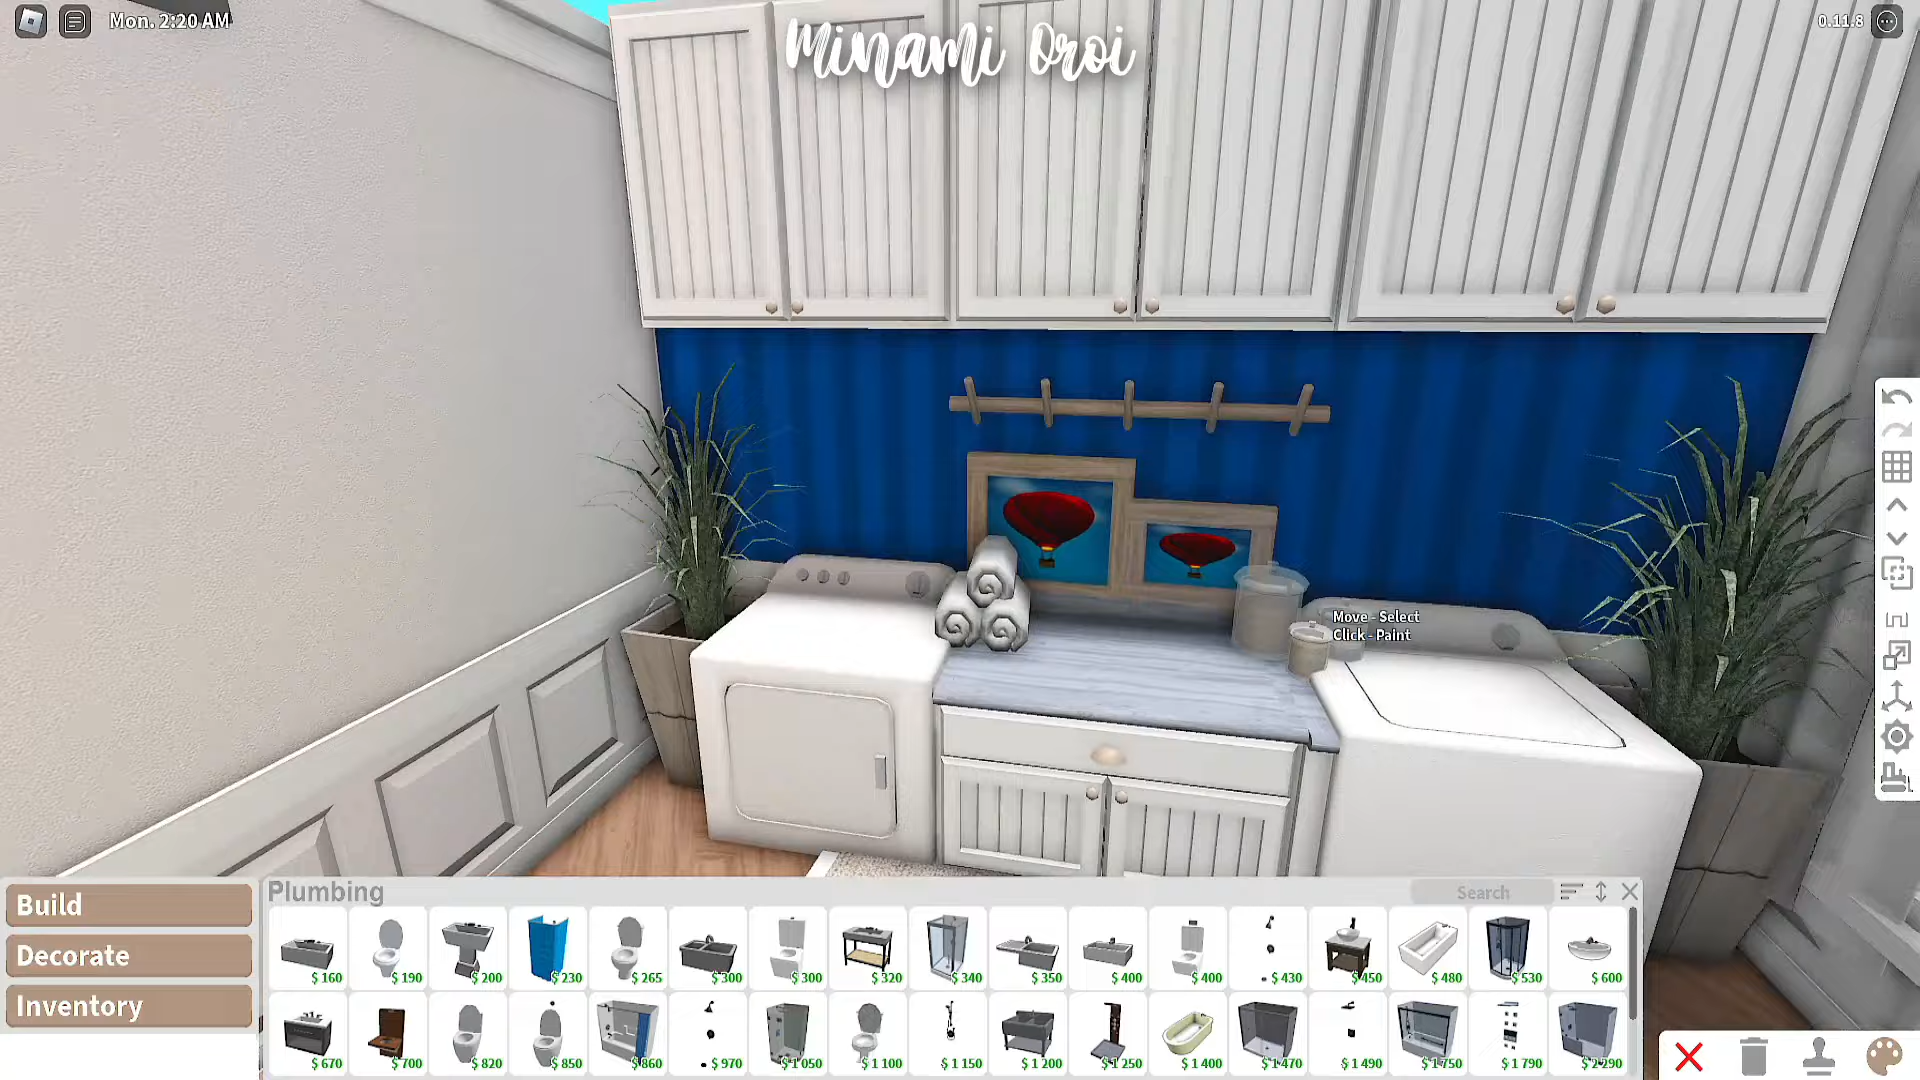 Mon. 2:20 AM
Minami Oroi
0.11.8
Move - Select
Click - Paint
Build
Decorate
Inventory
Plumbing
Search
$ 160
$ 190
$ 200
$ 230
$ 265
$ 300
$ 300
$ 320
$ 340
$ 350
$ 400
$ 400
$ 430
$ 450
$ 480
$ 530
$ 600
$ 670
$ 700
$ 820
$ 850
$ 860
$ 970
$ 1 050
$ 1 100
$ 1 150
$ 1 200
$ 1 250
$ 1 400
$ 1 470
$ 1 490
$ 1 750
$ 1 790
$ 2 290